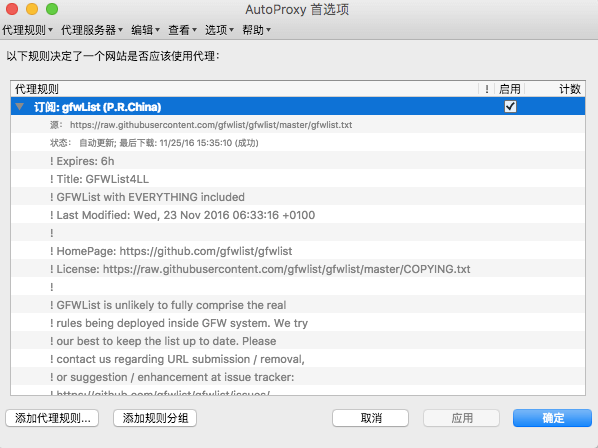 AutoProxy 首选项
代理规则 代理服务器 编辑 查看 选项 帮助
以下规则决定了一个网站是否应该使用代理：
代理规则 ! 启用 计数
订阅: gfwList (P.R.China)
源： https://raw.githubusercontent.com/gfwlist/gfwlist/master/gfwlist.txt
状态： 自动更新; 最后下载: 11/25/16 15:35:10 (成功)
! Expires: 6h
! Title: GFWList4LL
! GFWList with EVERYTHING included
! Last Modified: Wed, 23 Nov 2016 06:33:16 +0100
!
! HomePage: https://github.com/gfwlist/gfwlist
! License: https://raw.githubusercontent.com/gfwlist/gfwlist/master/COPYING.txt
!
! GFWList is unlikely to fully comprise the real
! rules being deployed inside GFW system. We try
! our best to keep the list up to date. Please
! contact us regarding URL submission / removal,
! or suggestion / enhancement at issue tracker:
! https://github.com/gfwlist/gfwlist/issues/
添加代理规则... 添加规则分组 取消 应用 确定